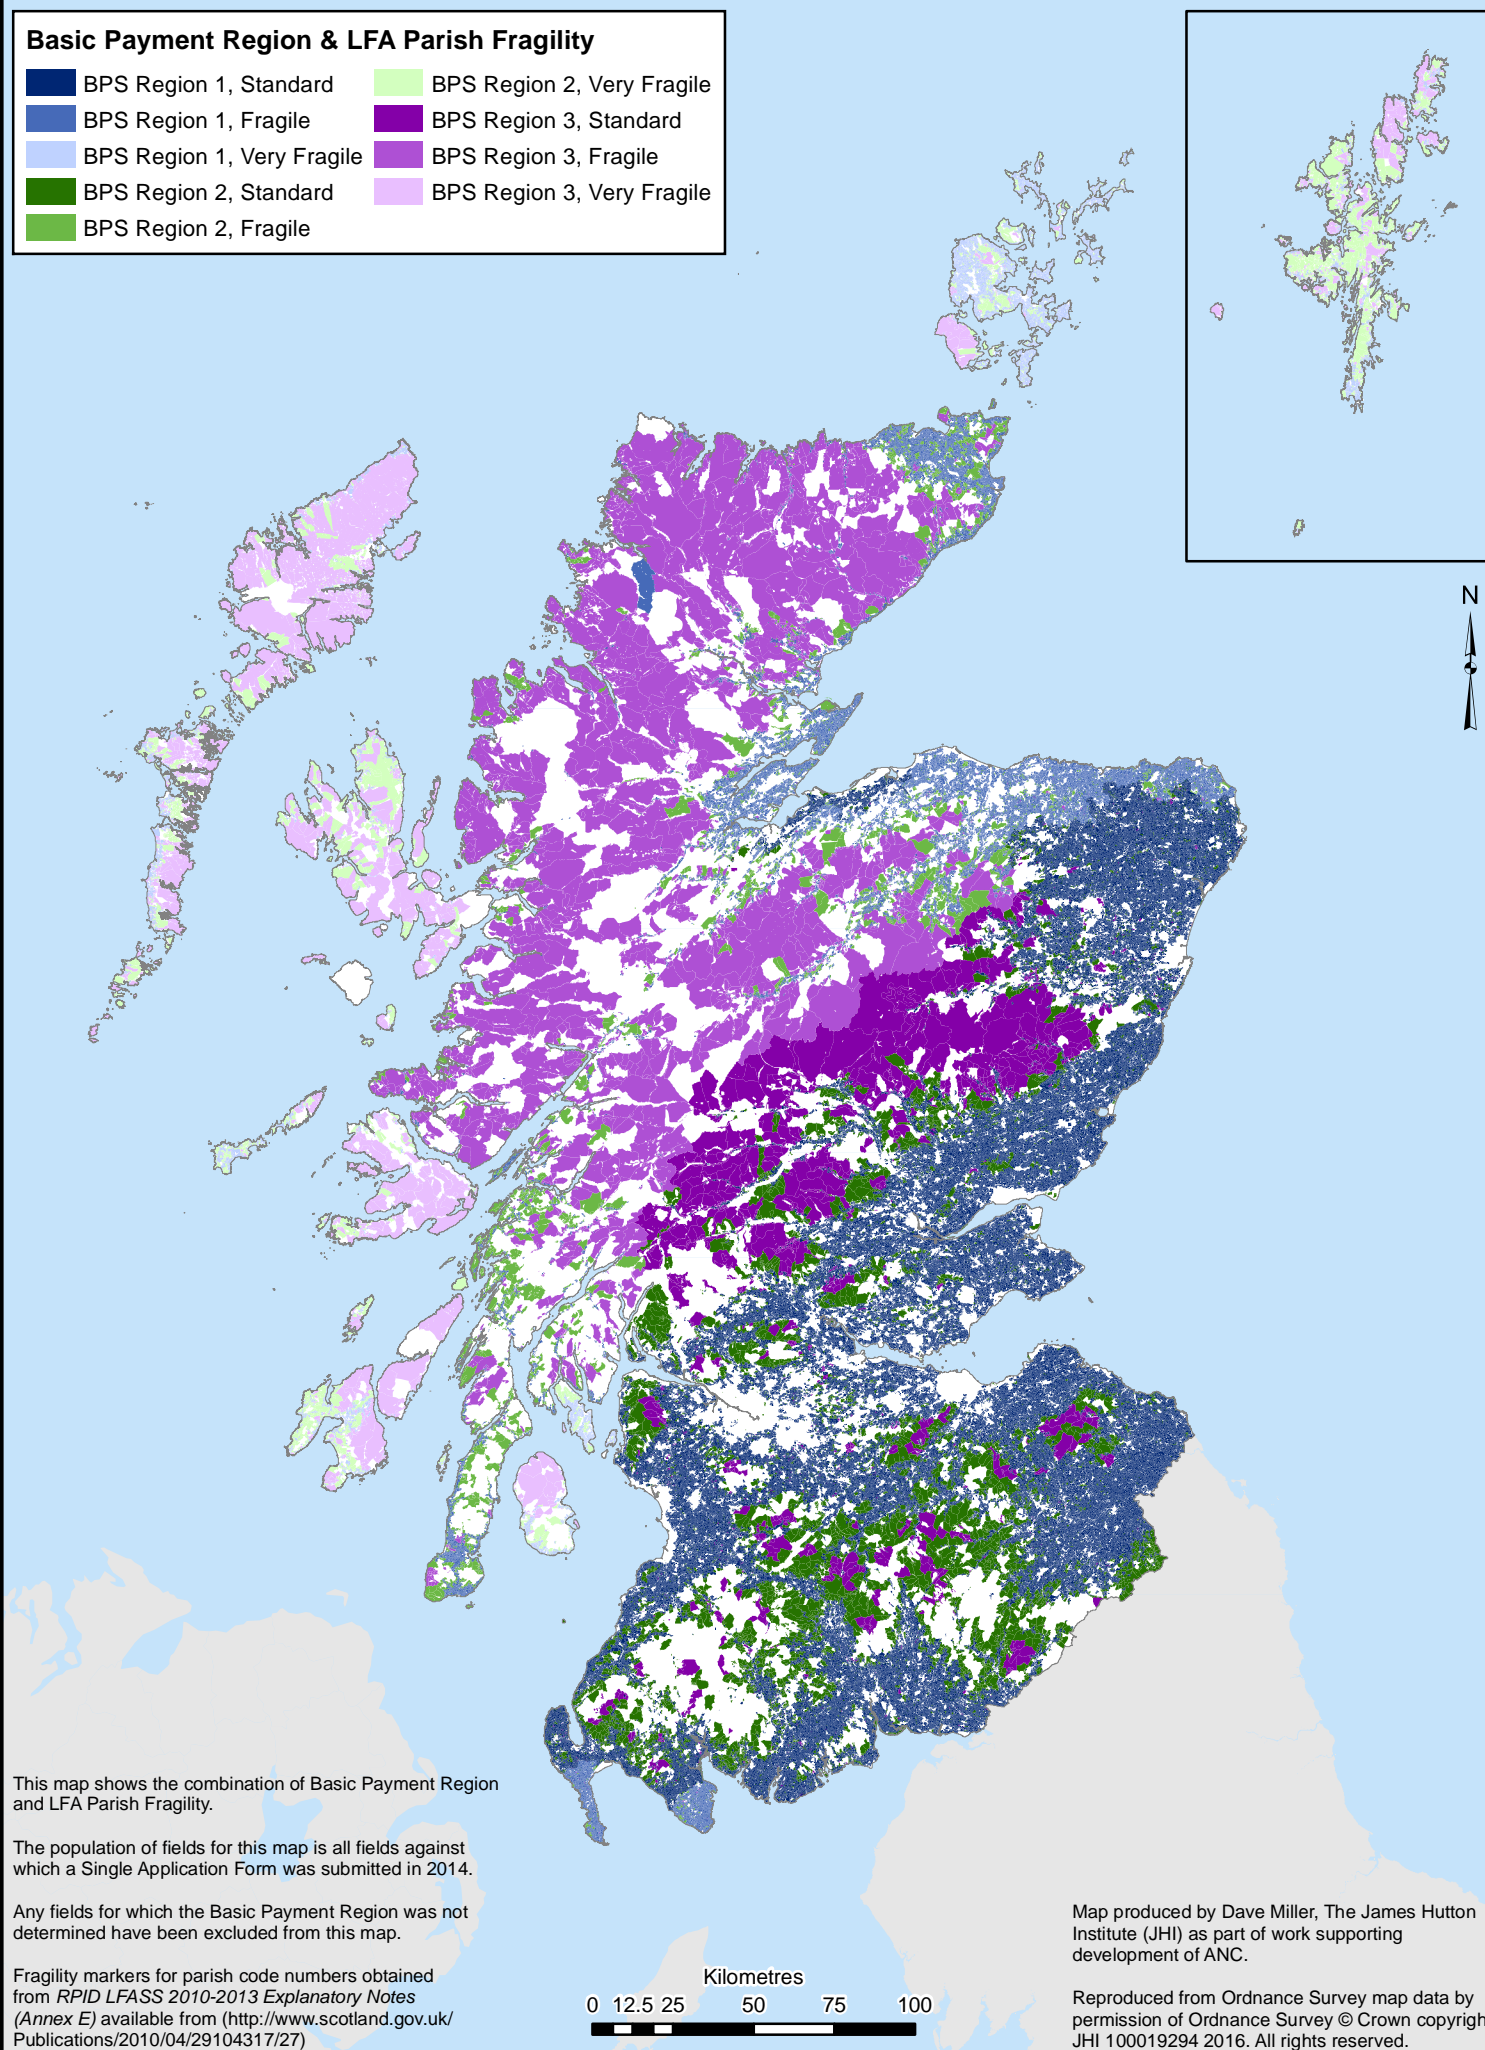 Basic Payment Region & LFA Parish Fragility
BPS Region 1, Standard
BPS Region 1, Fragile
BPS Region 1, Very Fragile
BPS Region 2, Standard
BPS Region 2, Fragile
BPS Region 2, Very Fragile
BPS Region 3, Standard
BPS Region 3, Fragile
BPS Region 3, Very Fragile
N
This map shows the combination of Basic Payment Region
and LFA Parish Fragility.
The population of fields for this map is all fields against
which a Single Application Form was submitted in 2014.
Any fields for which the Basic Payment Region was not
determined have been excluded from this map.
Fragility markers for parish code numbers obtained
from RPID LFASS 2010-2013 Explanatory Notes
(Annex E) available from (http://www.scotland.gov.uk/
Publications/2010/04/29104317/27)
Kilometres
0 12.5 25 50 75 100
Map produced by Dave Miller, The James Hutton
Institute (JHI) as part of work supporting
development of ANC.
Reproduced from Ordnance Survey map data by
permission of Ordnance Survey © Crown copyrigh
JHI 100019294 2016. All rights reserved.